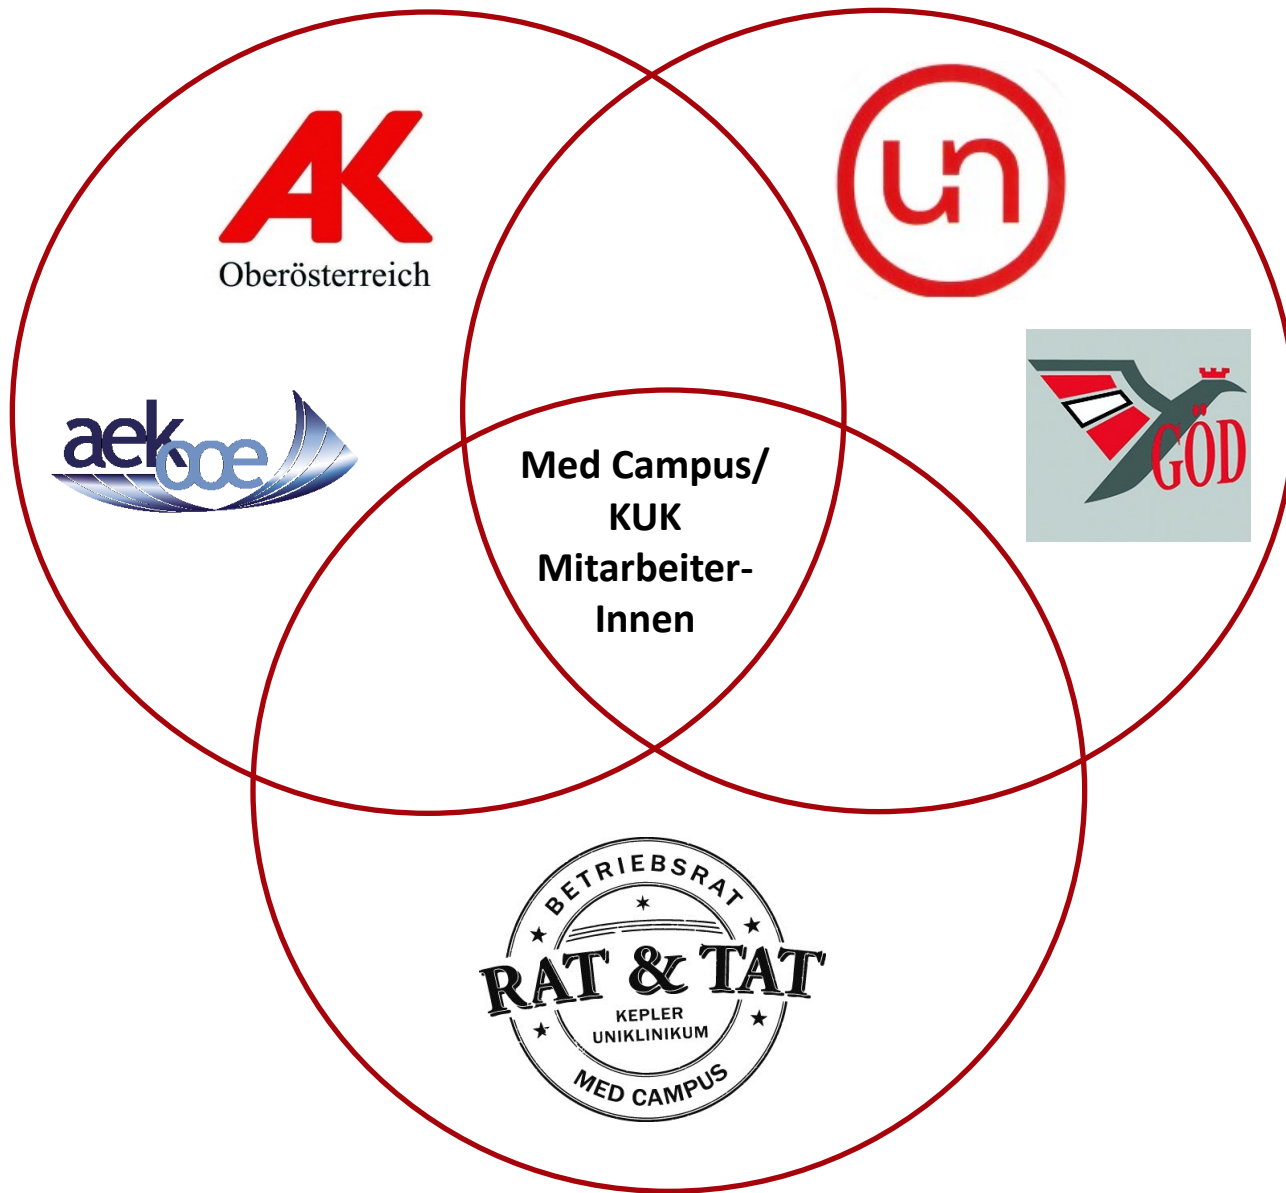 AK
Oberösterreich
un
aekooe
GÖD
Med Campus/
KUK
Mitarbeiter-
Innen
BETRIEBSRAT
RAT & TAT
KEPLER
UNIKLINIKUM
MED CAMPUS